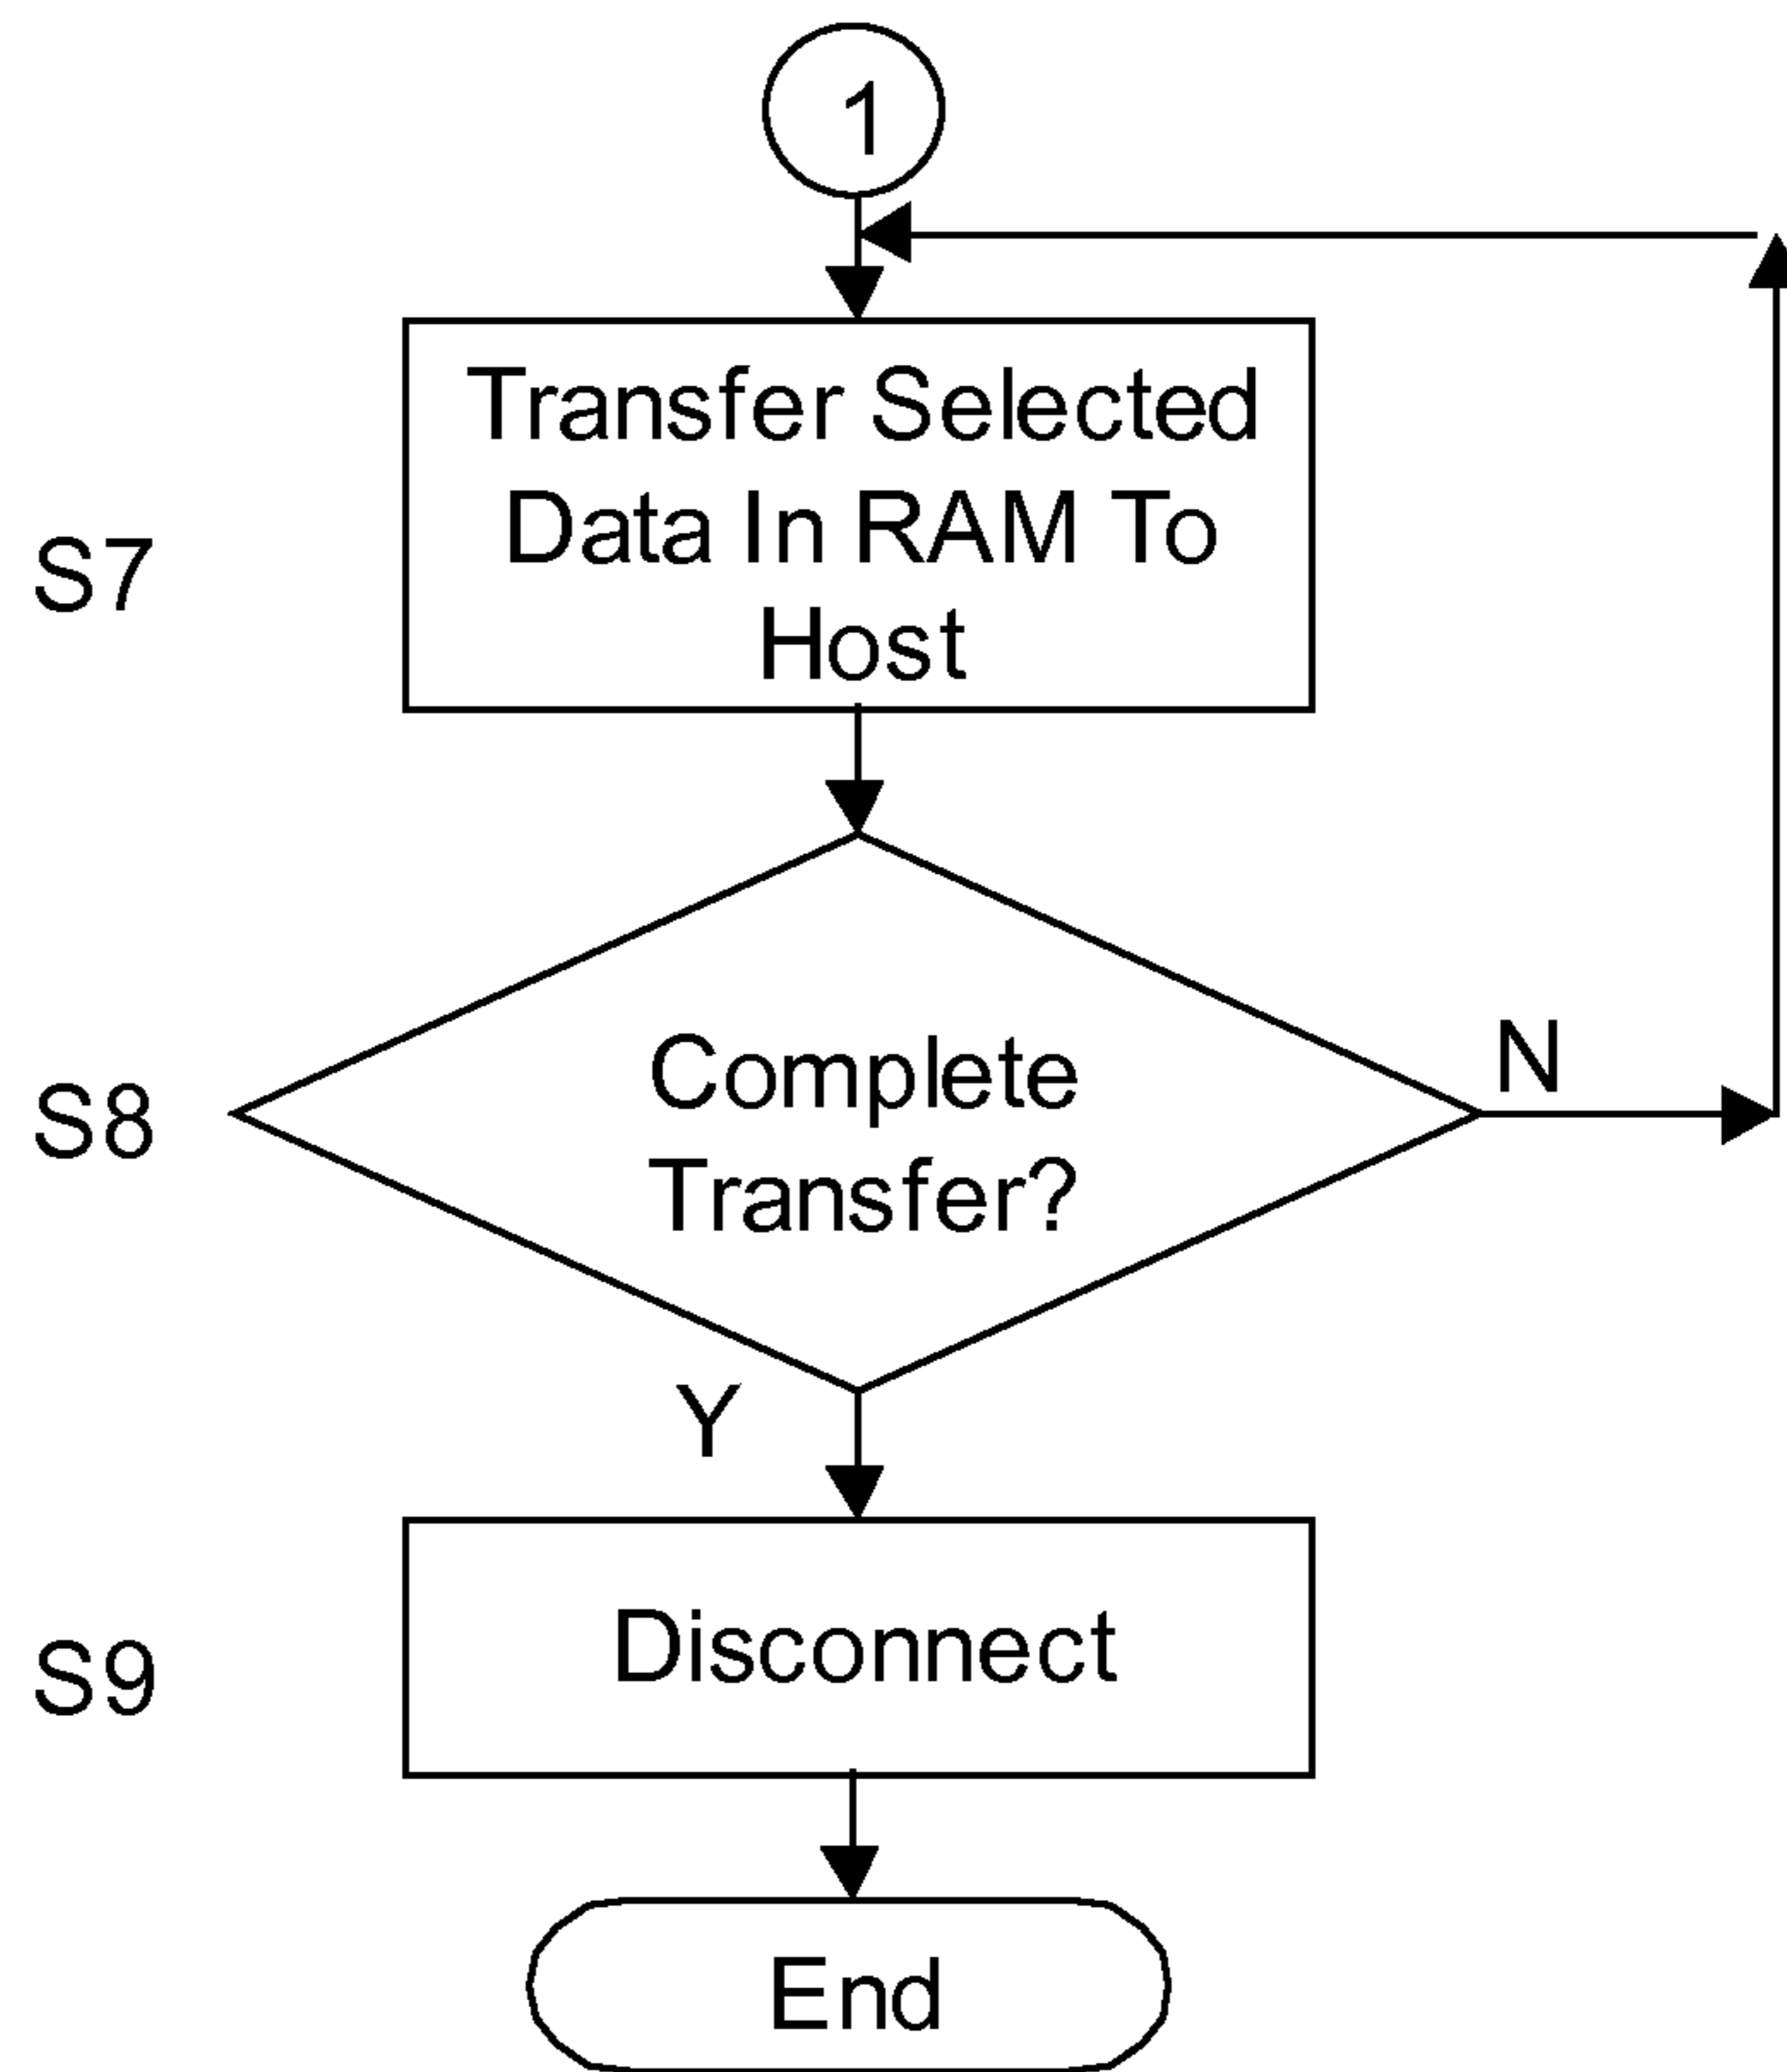 1
Transfer Selected
Data In RAM To
Host
S7
Complete
Transfer?
N
S8
Y
Disconnect
S9
End